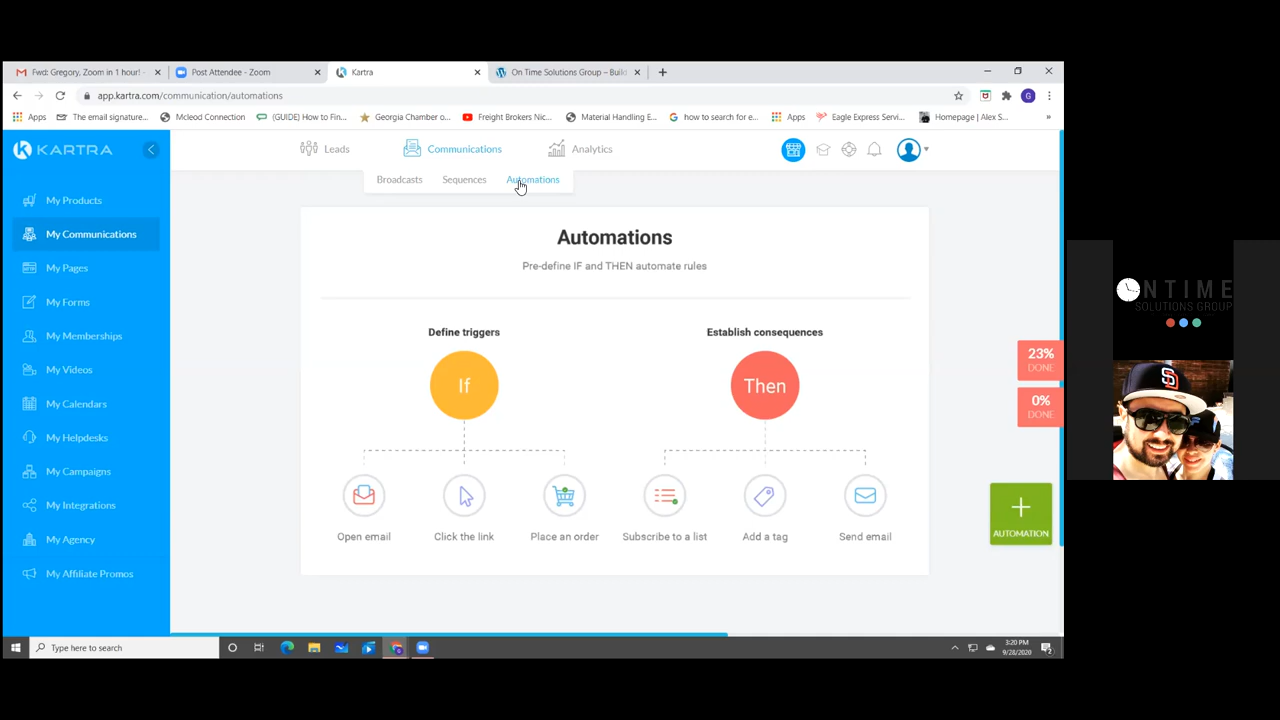 Fwd: Gregory, Zoom in 1 hour! -
Post Attendee - Zoom
Kartra
On Time Solutions Group – Build
app.kartra.com/communication/automations
Apps
The email signature...
Mcleod Connection
(GUIDE) How to Fin...
Georgia Chamber o...
Freight Brokers Nic...
Material Handling E...
how to search for e...
Apps
Eagle Express Servi...
Homepage | Alex S...
KARTRA
Leads
Communications
Analytics
Broadcasts
Sequences
Automations
My Products
My Communications
My Pages
My Forms
My Memberships
My Videos
My Calendars
My Helpdesks
My Campaigns
My Integrations
My Agency
My Affiliate Promos
Automations
Pre-define IF and THEN automate rules
Define triggers
Establish consequences
If
Then
Open email
Click the link
Place an order
Subscribe to a list
Add a tag
Send email
23%
DONE
0%
DONE
+
AUTOMATION
NTIME
SOLUTIONS GROUP
SD
Type here to search
3:20 PM
9/28/2020